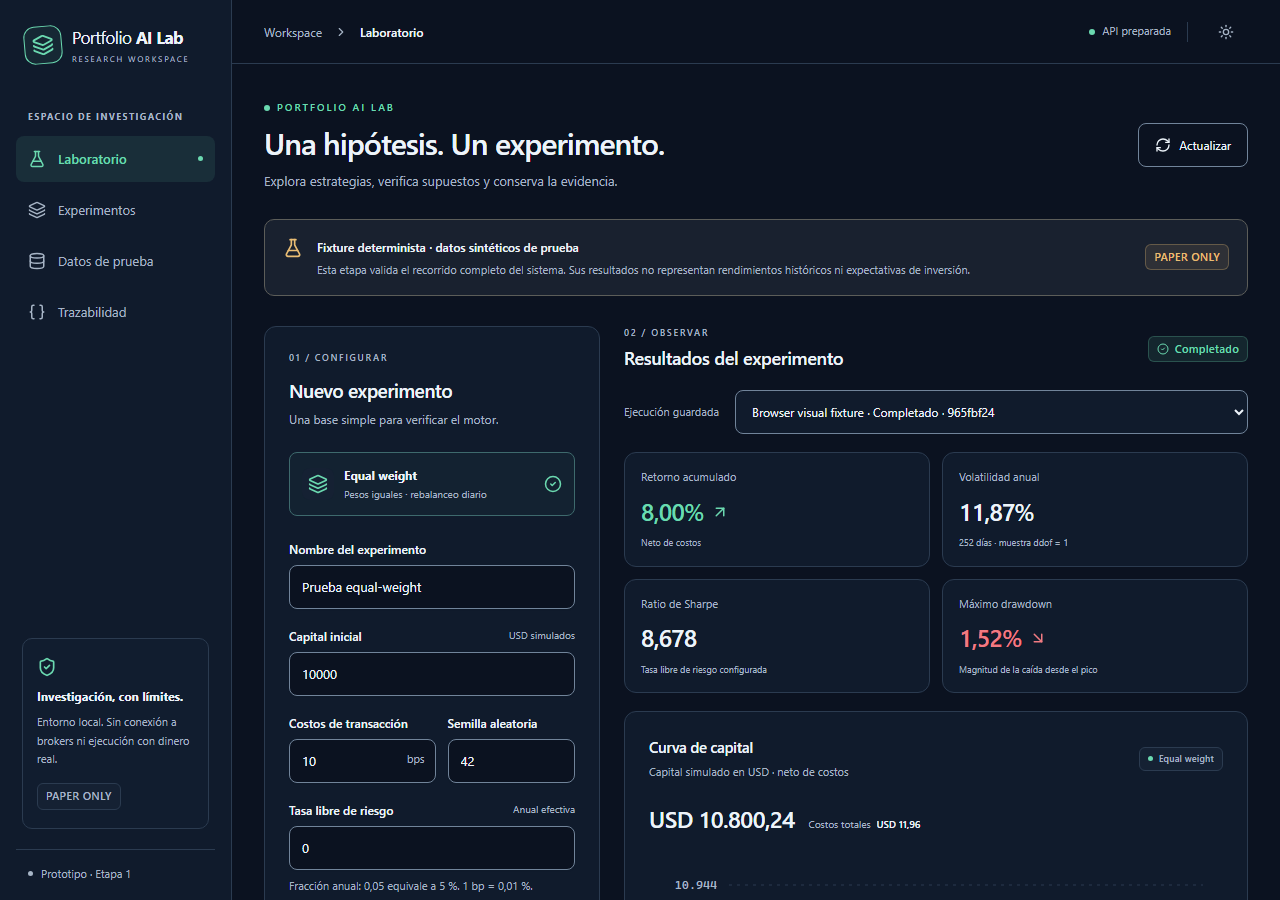 Portfolio AI Lab
RESEARCH WORKSPACE
ESPACIO DE INVESTIGACIÓN
Laboratorio
Experimentos
Datos de prueba
Trazabilidad
Investigación, con límites.
Entorno local. Sin conexión a
brokers ni ejecución con dinero
real.
PAPER ONLY
Prototipo · Etapa 1
Workspace
Laboratorio
API preparada
PORTFOLIO AI LAB
Una hipótesis. Un experimento.
Explora estrategias, verifica supuestos y conserva la evidencia.
Actualizar
Fixture determinista · datos sintéticos de prueba
Esta etapa valida el recorrido completo del sistema. Sus resultados no representan rendimientos históricos ni expectativas de inversión.
PAPER ONLY
01 / CONFIGURAR
Nuevo experimento
Una base simple para verificar el motor.
Equal weight
Pesos iguales · rebalanceo diario
Nombre del experimento
Prueba equal-weight
Capital inicial USD simulados
10000
Costos de transacción Semilla aleatoria
10 bps 42
Tasa libre de riesgo Anual efectiva
0
Fracción anual: 0,05 equivale a 5 %. 1 bp = 0,01 %.
02 / OBSERVAR
Resultados del experimento
Completado
Ejecución guardada
Browser visual fixture · Completado · 965fbf24
Retorno acumulado
8,00%
Neto de costos
Volatilidad anual
11,87%
252 días · muestra ddof = 1
Ratio de Sharpe
8,678
Tasa libre de riesgo configurada
Máximo drawdown
1,52%
Magnitud de la caída desde el pico
Curva de capital
Capital simulado en USD · neto de costos
Equal weight
USD 10.800,24 Costos totales USD 11,96
10.944